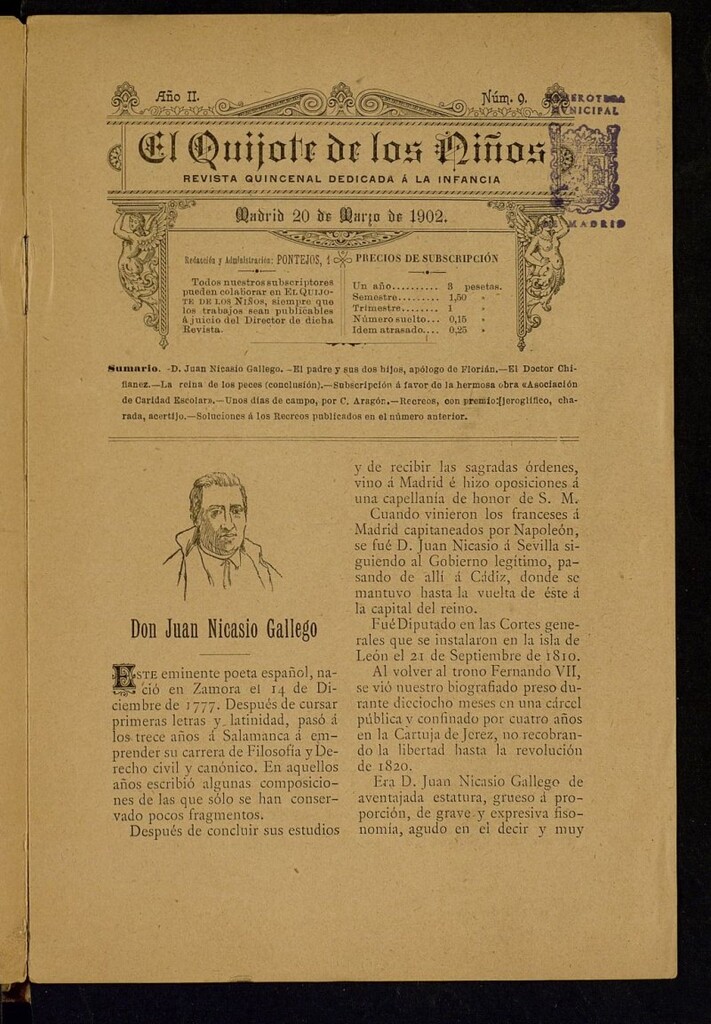 Año II.
Núm. 9.
HEMEROTECA
MVNICIPAL
DE MADRID
El Quijote de los Niños
REVISTA QUINCENAL DEDICADA Á LA INFANCIA
Madrid 20 de Marzo de 1902.
Redacción y Administración: PONTEJOS, 1
Todos nuestros subscriptores
pueden colaborar en EL QUIJO-
TE DE LOS NIÑOS, siempre que
los trabajos sean publicables
á juicio del Director de dicha
Revista.
PRECIOS DE SUBSCRIPCIÓN
Un año.......... 3 pesetas.
Semestre........ 1,50 »
Trimestre....... 1 »
Número suelto... 0,15 »
Idem atrasado... 0,25 »
Sumario. -D. Juan Nicasio Gallego. -El padre y sus dos hijos, apólogo de Florián.—El Doctor Chi-
flanez.—La reina de los peces (conclusión).—Subscripción á favor de la hermosa obra «Asociación
de Caridad Escolar».—Unos días de campo, por C. Aragón.—Recreos, con premio: Jeroglífico, cha-
rada, acertijo.—Soluciones á los Recreos publicados en el número anterior.
Don Juan Nicasio Gallego
ESTE eminente poeta español, na-
ció en Zamora el 14 de Di-
ciembre de 1777. Después de cursar
primeras letras y latinidad, pasó á
los trece años á Salamanca á em-
prender su carrera de Filosofía y De-
recho civil y canónico. En aquellos
años escribió algunas composicio-
nes de las que sólo se han conser-
vado pocos fragmentos.
Después de concluir sus estudios
y de recibir las sagradas órdenes,
vino á Madrid é hizo oposiciones á
una capellanía de honor de S. M.
Cuando vinieron los franceses á
Madrid capitaneados por Napoleón,
se fué D. Juan Nicasio á Sevilla si-
guiendo al Gobierno legítimo, pa-
sando de allí á Cádiz, donde se
mantuvo hasta la vuelta de éste á
la capital del reino.
Fué Diputado en las Cortes gene-
rales que se instalaron en la isla de
León el 21 de Septiembre de 1810.
Al volver al trono Fernando VII,
se vió nuestro biografiado preso du-
rante dieciocho meses en una cárcel
pública y confinado por cuatro años
en la Cartuja de Jerez, no recobran-
do la libertad hasta la revolución
de 1820.
Era D. Juan Nicasio Gallego de
aventajada estatura, grueso á pro-
porción, de grave y expresiva fiso-
nomía, agudo en el decir y muy